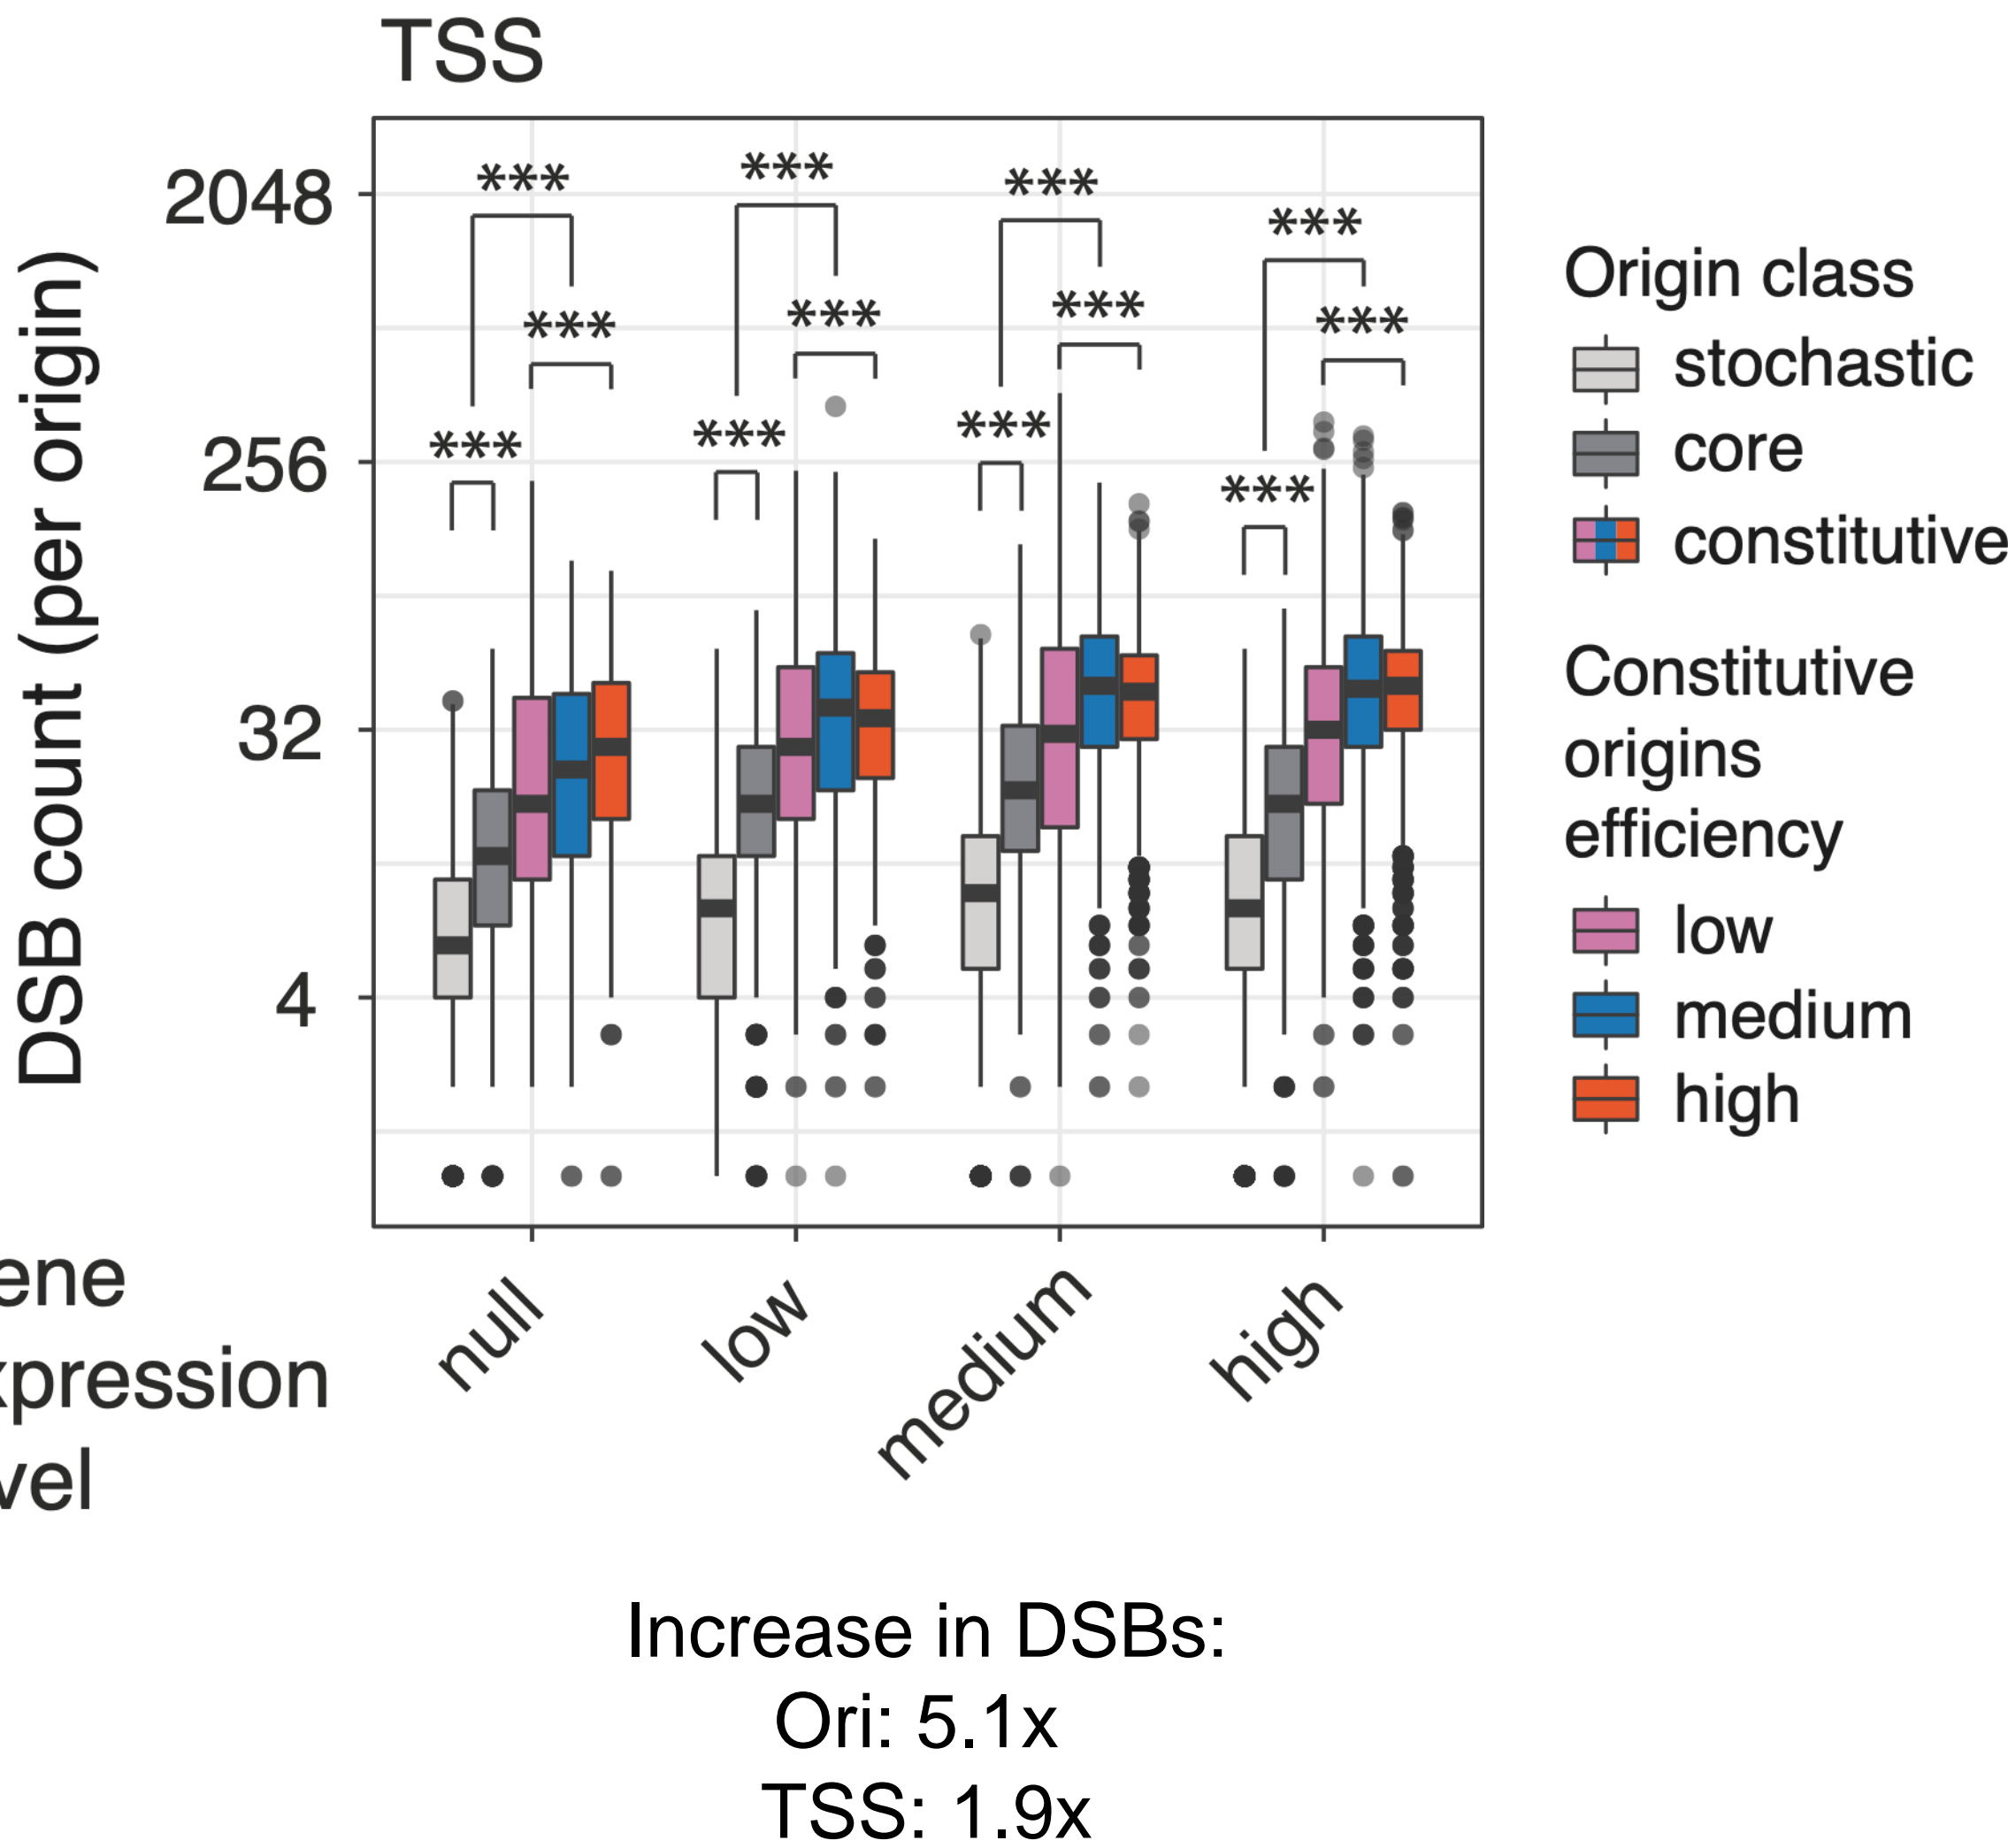 TSS
DSB count (per origin)
2048
256
32
4
***
***
***
***
***
***
***
***
***
***
***
***
null
low
medium
high
ene
xpression
vel
Origin class
stochastic
core
constitutive
Constitutive
origins
efficiency
low
medium
high
Increase in DSBs:
Ori: 5.1x
TSS: 1.9x